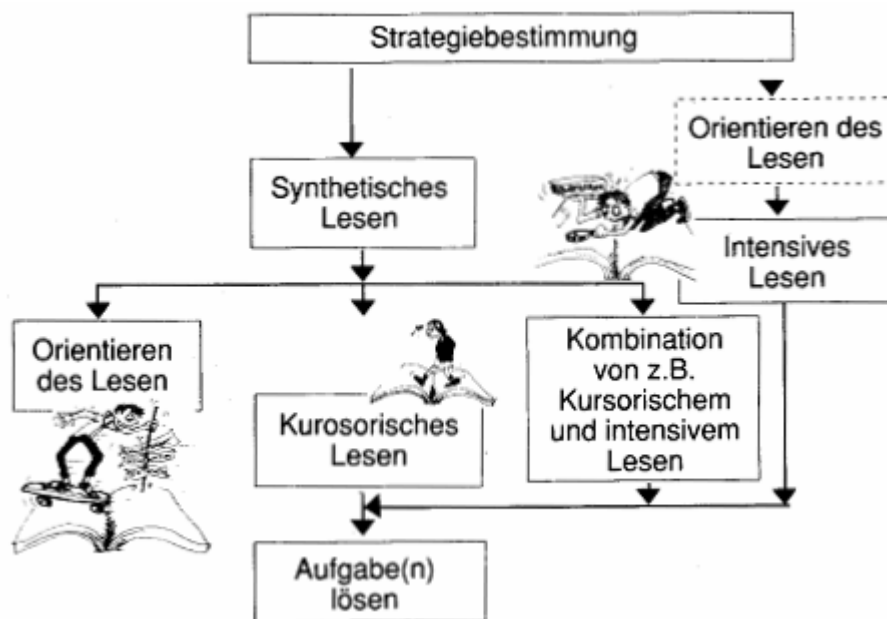 Strategiebestimmung
Orientieren des
Lesen
Synthetisches
Lesen
Intensives
Lesen
Orientieren
des Lesen
Kurosorisches
Lesen
Kombination
von z.B.
Kursorischem
und intensivem
Lesen
Aufgabe(n)
lösen